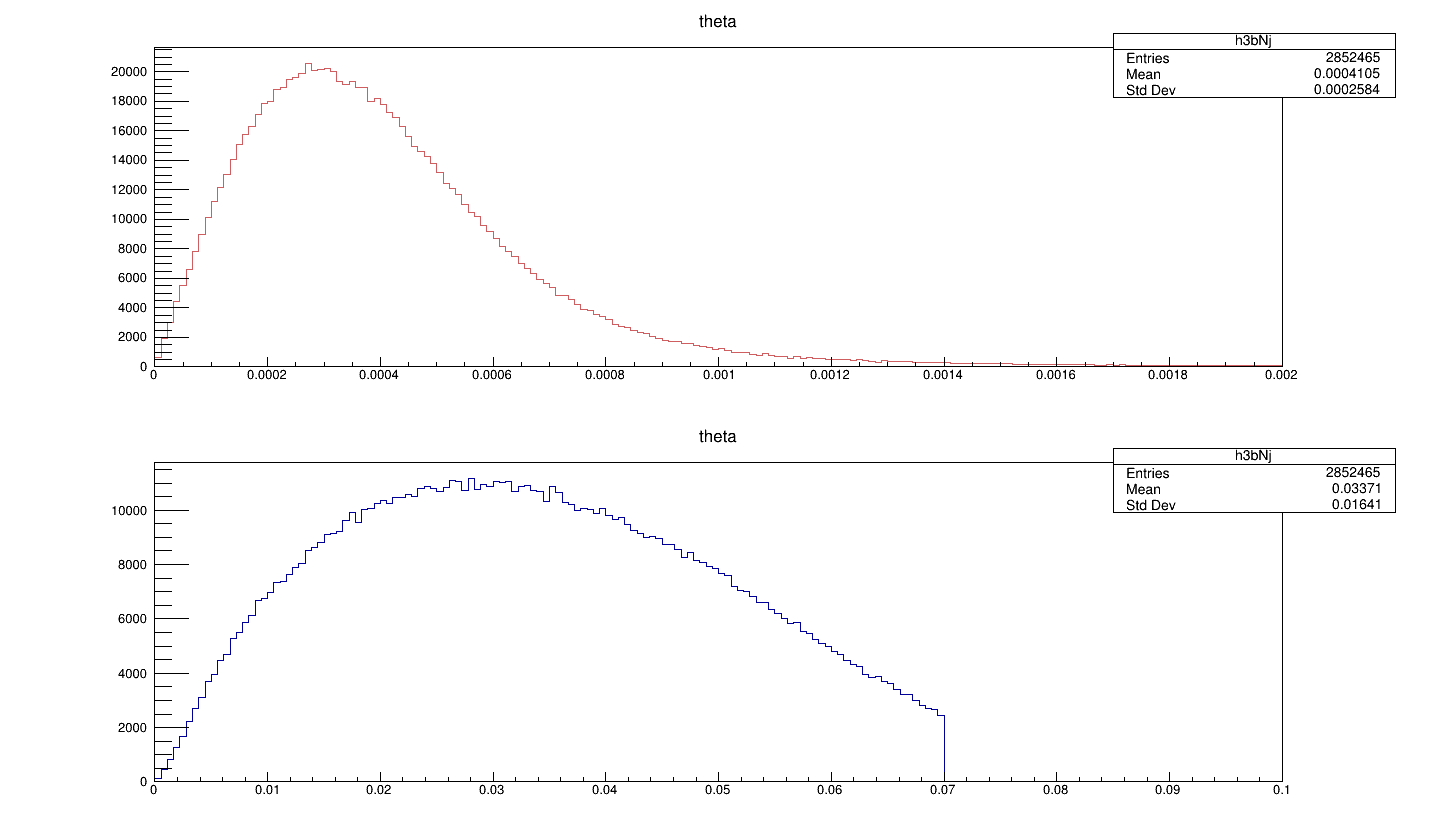 theta
h3bNj
Entries 2852465
Mean 0.0004105
Std Dev 0.0002584
20000
18000
16000
14000
12000
10000
8000
6000
4000
2000
0
0 0.0002 0.0004 0.0006 0.0008 0.001 0.0012 0.0014 0.0016 0.0018 0.002
theta
h3bNj
Entries 2852465
Mean 0.03371
Std Dev 0.01641
10000
8000
6000
4000
2000
0
0 0.01 0.02 0.03 0.04 0.05 0.06 0.07 0.08 0.09 0.1